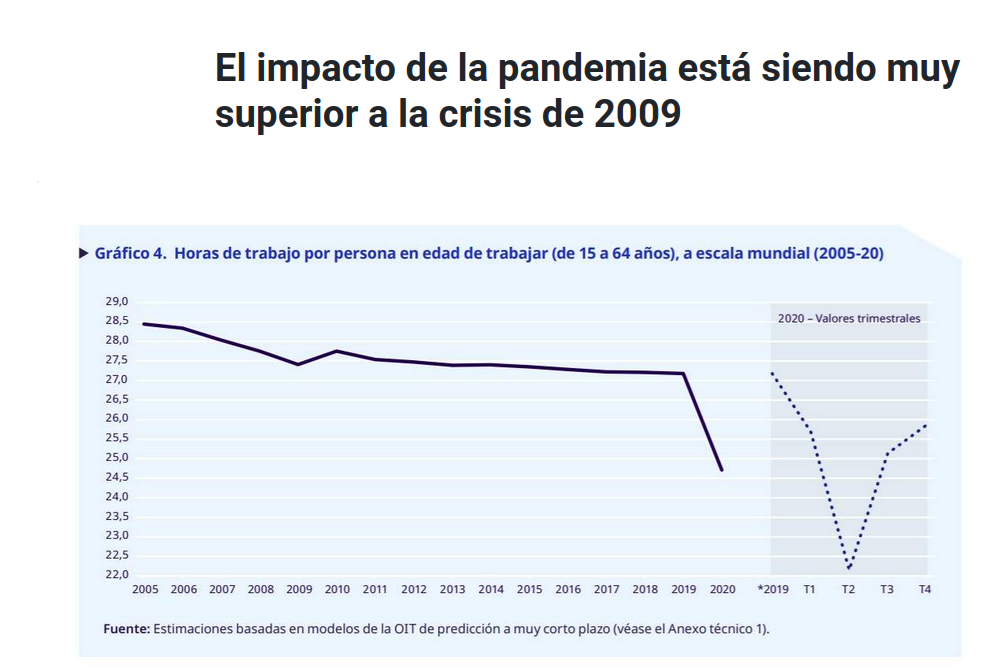 El impacto de la pandemia está siendo muy
superior a la crisis de 2009
Gráfico 4. Horas de trabajo por persona en edad de trabajar (de 15 a 64 años), a escala mundial (2005-20)
29,0
28,5
28,0
27,5
27,0
26,5
26,0
25,5
25,0
24,5
24,0
23,5
23,0
22,5
22,0
2020 – Valores trimestrales
2005 2006 2007 2008 2009 2010 2011 2012 2013 2014 2015 2016 2017 2018 2019 2020 *2019 T1 T2 T3 T4
Fuente: Estimaciones basadas en modelos de la OIT de predicción a muy corto plazo (véase el Anexo técnico 1).